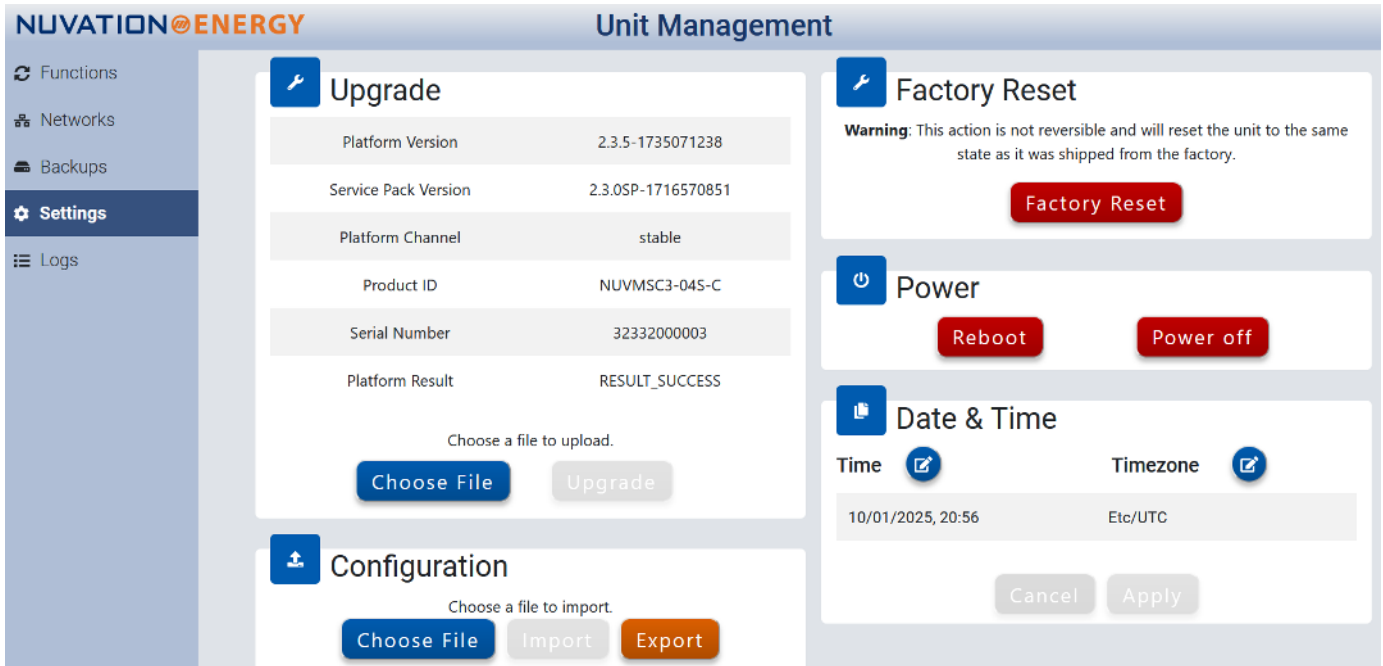 NUVATION ENERGY
Unit Management
Functions
Networks
Backups
Settings
Logs
Upgrade
Platform Version 2.3.5-1735071238
Service Pack Version 2.3.0SP-1716570851
Platform Channel stable
Product ID NUVMSC3-04S-C
Serial Number 32332000003
Platform Result RESULT_SUCCESS
Choose a file to upload.
Choose File Upgrade
Configuration
Choose a file to import.
Choose File Import Export
Factory Reset
Warning: This action is not reversible and will reset the unit to the same
state as it was shipped from the factory.
Factory Reset
Power
Reboot Power off
Date & Time
Time Timezone
10/01/2025, 20:56 Etc/UTC
Cancel Apply